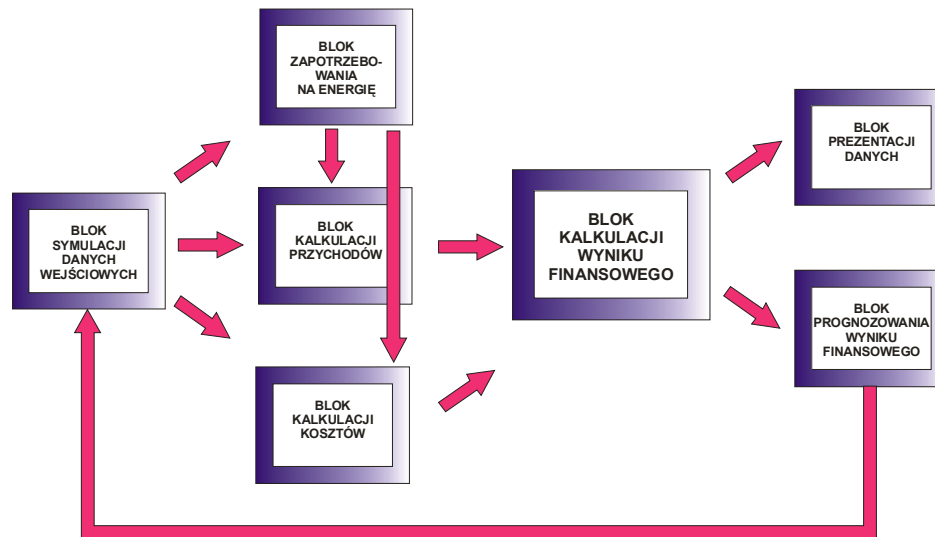 BLOK
ZAPOTRZEBO-
WANIA
NA ENERGIĘ
BLOK
SYMULACJI
DANYCH
WEJŚCIOWYCH
BLOK
KALKULACJI
PRZYCHODÓW
BLOK
KALKULACJI
KOSZTÓW
BLOK
KALKULACJI
WYNIKU
FINANSOWEGO
BLOK
PREZENTACJI
DANYCH
BLOK
PROGNOZOWANIA
WYNIKU
FINANSOWEGO